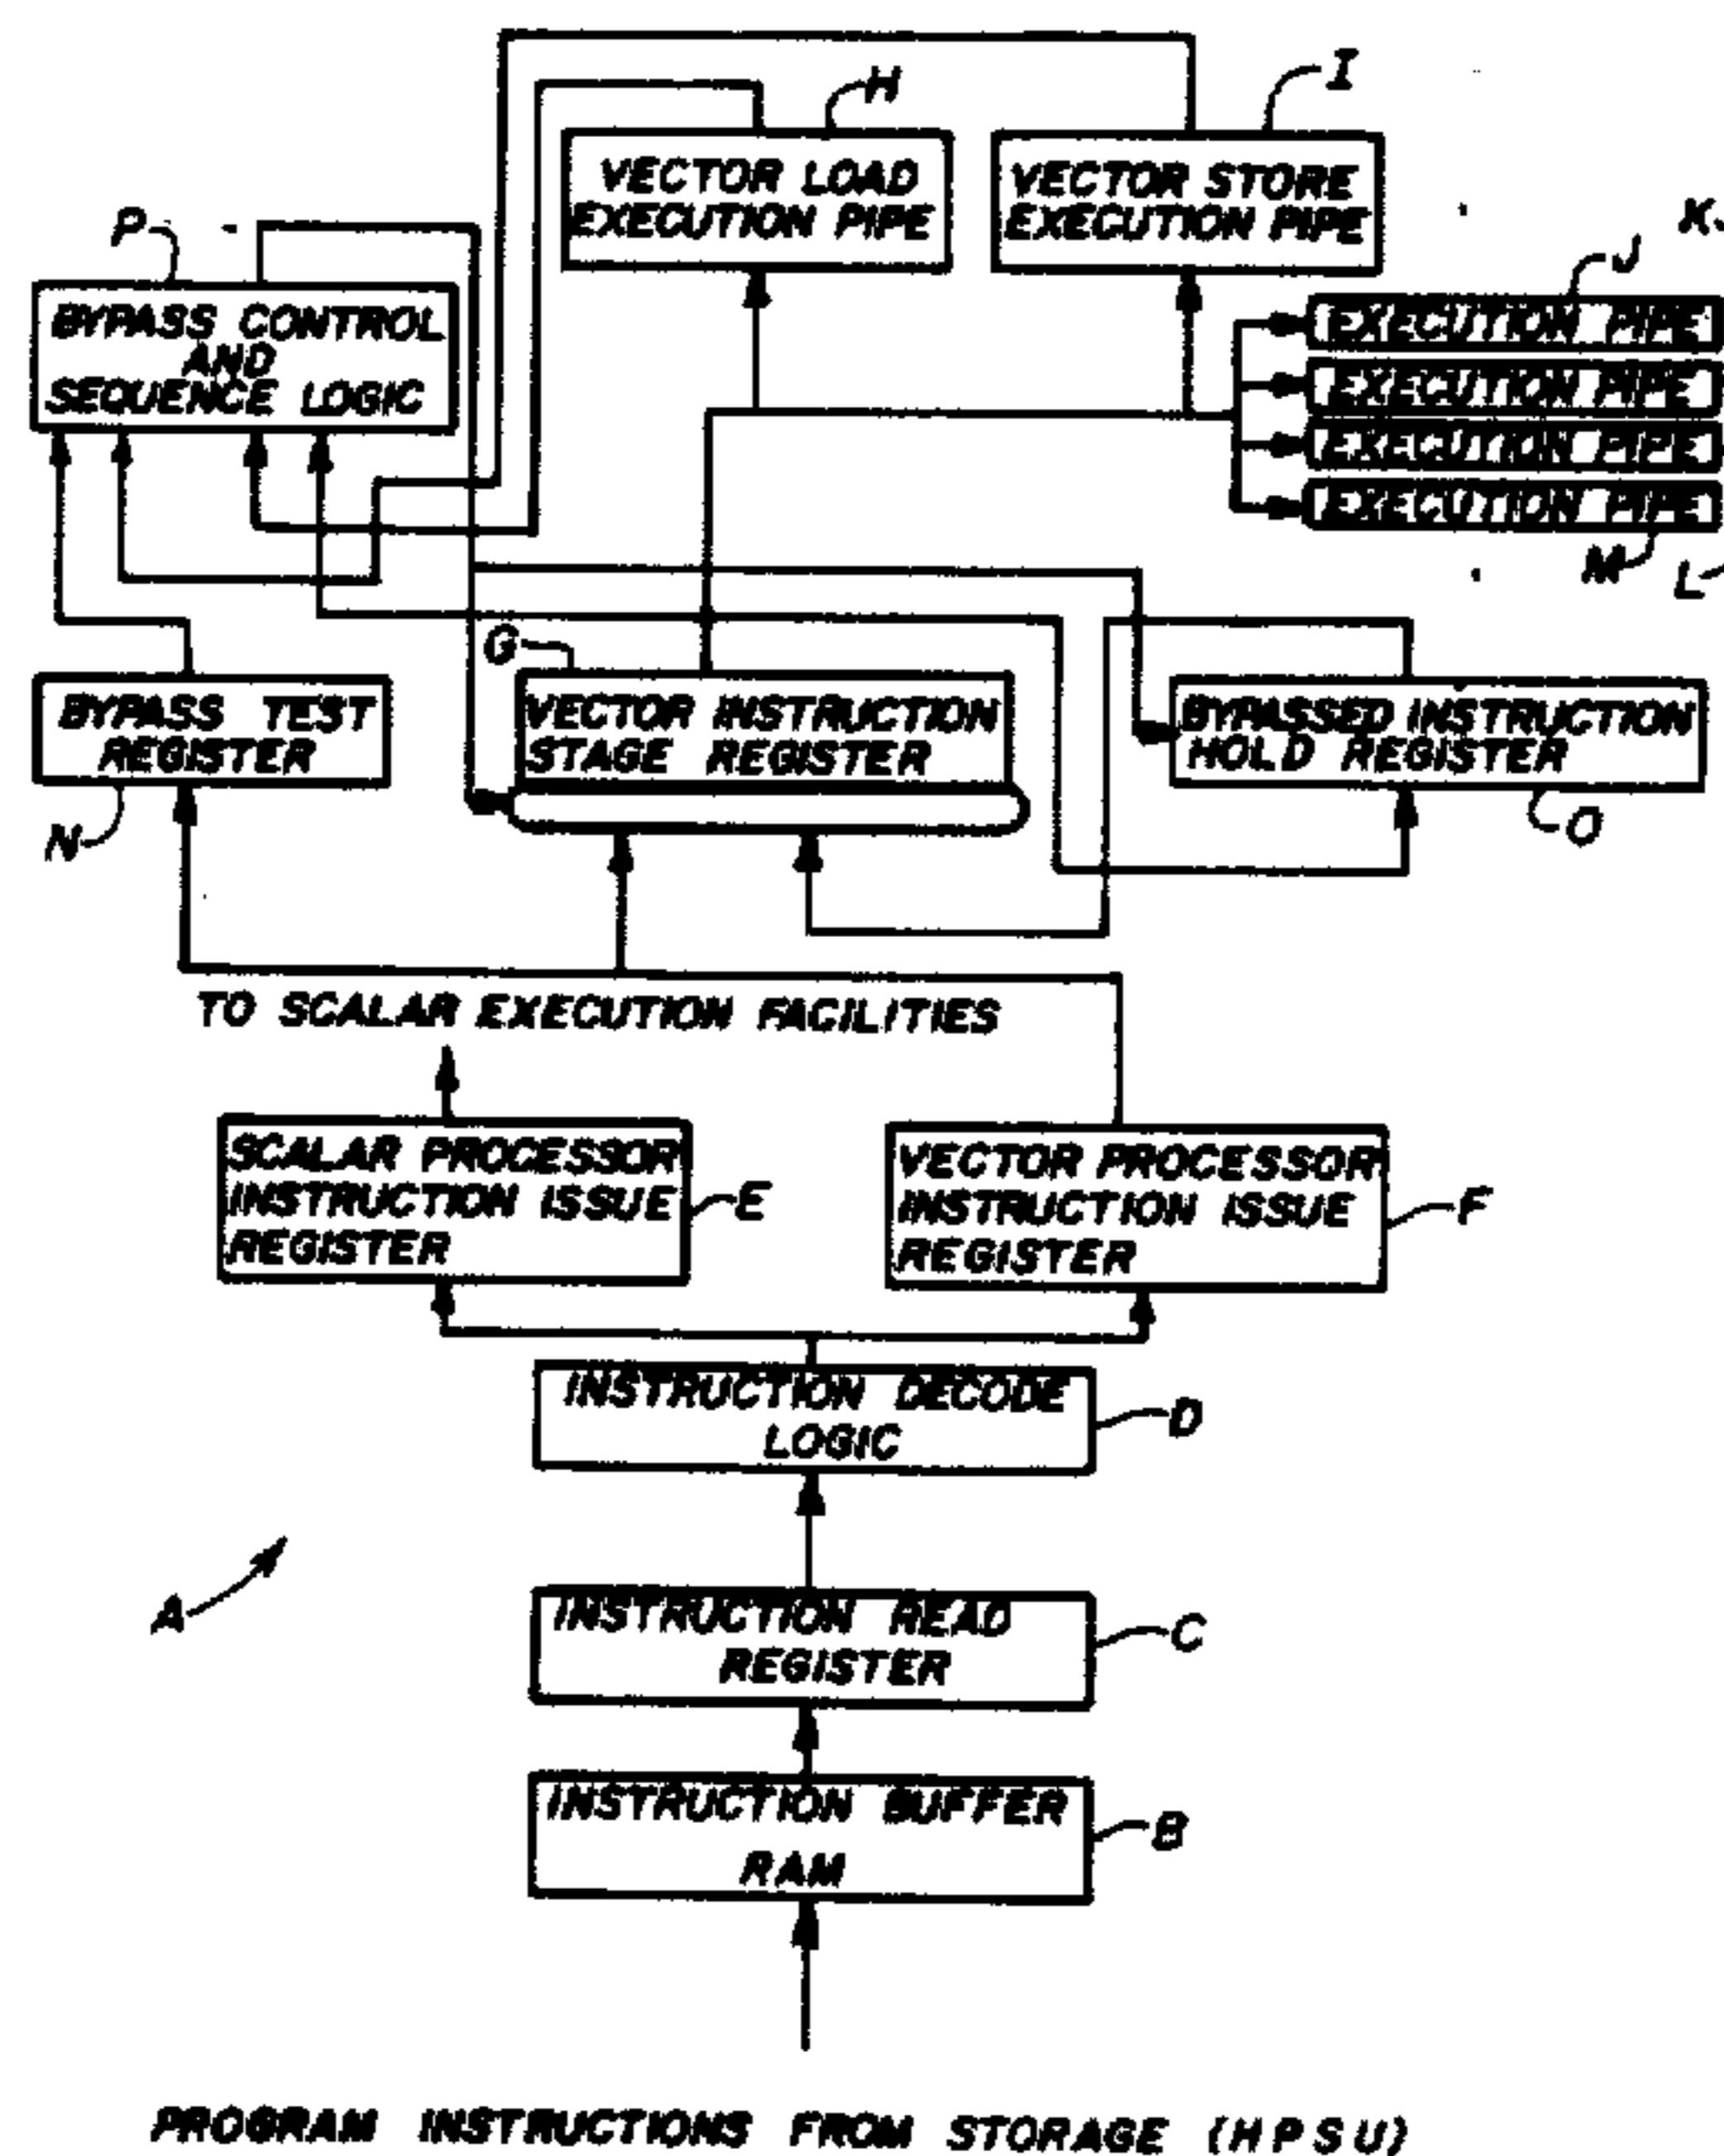 H
I
VECTOR LOAD
EXECUTION PIPE
VECTOR STORE
EXECUTION PIPE
P
K
J
BYPASS CONTROL
AND
SEQUENCE LOGIC
EXECUTION PIPE
EXECUTION PIPE
EXECUTION PIPE
EXECUTION PIPE
M
L
G
BYPASS TEST
REGISTER
VECTOR INSTRUCTION
STAGE REGISTER
BYPASSED INSTRUCTION
HOLD REGISTER
N
O
TO SCALAR EXECUTION FACILITIES
SCALAR PROCESSOR
INSTRUCTION ISSUE
REGISTER
E
VECTOR PROCESSOR
INSTRUCTION ISSUE
REGISTER
F
INSTRUCTION DECODE
LOGIC
D
A
INSTRUCTION READ
REGISTER
C
INSTRUCTION BUFFER
RAM
B
PROGRAM INSTRUCTIONS FROM STORAGE (HPSU)